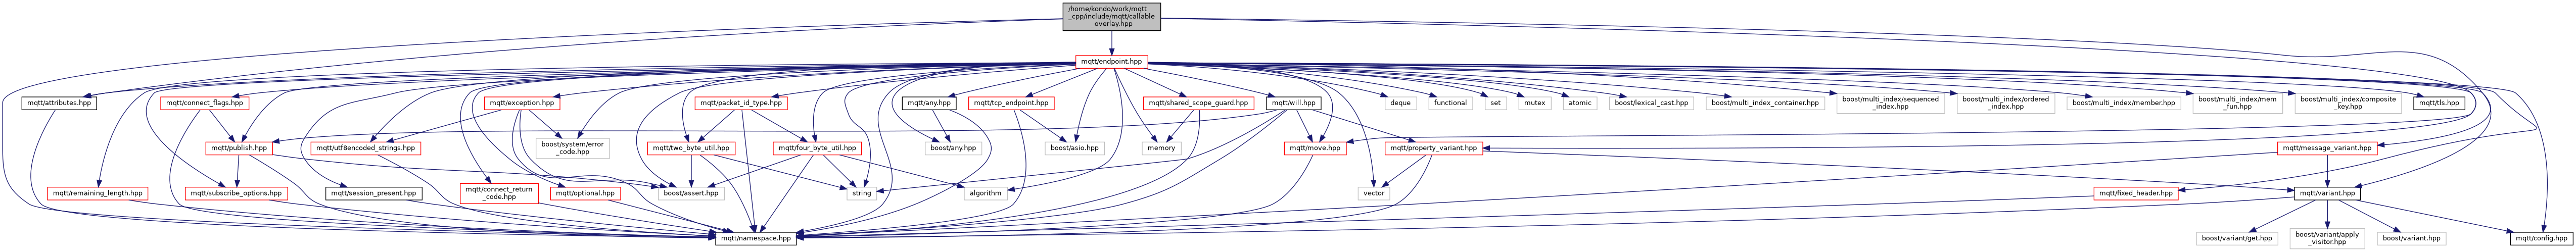 /home/kondo/work/mqtt
_cpp/include/mqtt/callable
_overlay.hpp
mqtt/endpoint.hpp
mqtt/attributes.hpp
mqtt/connect_flags.hpp
mqtt/exception.hpp
mqtt/packet_id_type.hpp
mqtt/any.hpp
mqtt/tcp_endpoint.hpp
mqtt/shared_scope_guard.hpp
mqtt/will.hpp
deque
functional
set
mutex
atomic
boost/lexical_cast.hpp
boost/multi_index_container.hpp
boost/multi_index/sequenced
_index.hpp
boost/multi_index/ordered
_index.hpp
boost/multi_index/member.hpp
boost/multi_index/mem
_fun.hpp
boost/multi_index/composite
_key.hpp
mqtt/tls.hpp
mqtt/publish.hpp
mqtt/utf8encoded_strings.hpp
boost/system/error
_code.hpp
mqtt/two_byte_util.hpp
mqtt/four_byte_util.hpp
boost/any.hpp
boost/asio.hpp
memory
mqtt/move.hpp
mqtt/property_variant.hpp
mqtt/message_variant.hpp
mqtt/remaining_length.hpp
mqtt/subscribe_options.hpp
mqtt/session_present.hpp
mqtt/connect_return
_code.hpp
mqtt/optional.hpp
boost/assert.hpp
string
algorithm
vector
mqtt/fixed_header.hpp
mqtt/variant.hpp
mqtt/namespace.hpp
boost/variant/get.hpp
boost/variant/apply
_visitor.hpp
boost/variant.hpp
mqtt/config.hpp